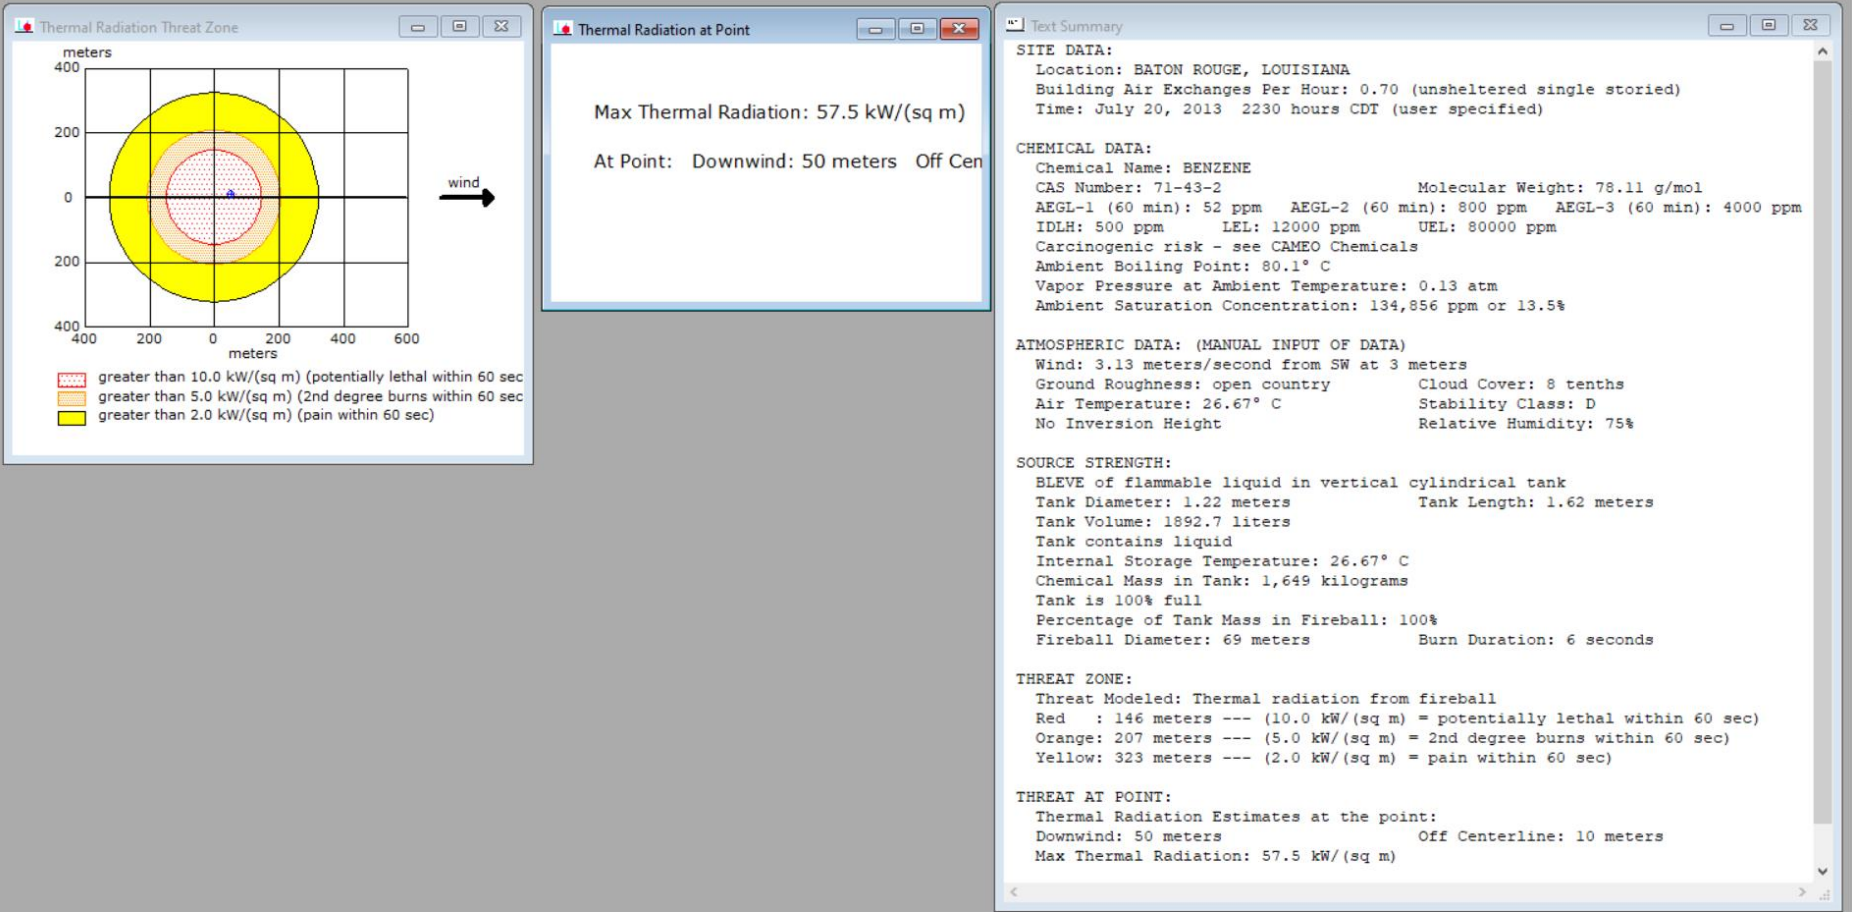 Thermal Radiation Threat Zone
meters
400
200
0
200
400
400 200 0 200 400 600
meters
wind
greater than 10.0 kW/(sq m) (potentially lethal within 60 sec
greater than 5.0 kW/(sq m) (2nd degree burns within 60 sec
greater than 2.0 kW/(sq m) (pain within 60 sec)
Thermal Radiation at Point
Max Thermal Radiation: 57.5 kW/(sq m)
At Point: Downwind: 50 meters Off Cen
Text Summary
SITE DATA:
Location: BATON ROUGE, LOUISIANA
Building Air Exchanges Per Hour: 0.70 (unsheltered single storied)
Time: July 20, 2013 2230 hours CDT (user specified)
CHEMICAL DATA:
Chemical Name: BENZENE
CAS Number: 71-43-2 Molecular Weight: 78.11 g/mol
AEGL-1 (60 min): 52 ppm AEGL-2 (60 min): 800 ppm AEGL-3 (60 min): 4000 ppm
IDLH: 500 ppm LEL: 12000 ppm UEL: 80000 ppm
Carcinogenic risk - see CAMEO Chemicals
Ambient Boiling Point: 80.1° C
Vapor Pressure at Ambient Temperature: 0.13 atm
Ambient Saturation Concentration: 134,856 ppm or 13.5%
ATMOSPHERIC DATA: (MANUAL INPUT OF DATA)
Wind: 3.13 meters/second from SW at 3 meters
Ground Roughness: open country Cloud Cover: 8 tenths
Air Temperature: 26.67° C Stability Class: D
No Inversion Height Relative Humidity: 75%
SOURCE STRENGTH:
BLEVE of flammable liquid in vertical cylindrical tank
Tank Diameter: 1.22 meters Tank Length: 1.62 meters
Tank Volume: 1892.7 liters
Tank contains liquid
Internal Storage Temperature: 26.67° C
Chemical Mass in Tank: 1,649 kilograms
Tank is 100% full
Percentage of Tank Mass in Fireball: 100%
Fireball Diameter: 69 meters Burn Duration: 6 seconds
THREAT ZONE:
Threat Modeled: Thermal radiation from fireball
Red : 146 meters --- (10.0 kW/(sq m) = potentially lethal within 60 sec)
Orange: 207 meters --- (5.0 kW/(sq m) = 2nd degree burns within 60 sec)
Yellow: 323 meters --- (2.0 kW/(sq m) = pain within 60 sec)
THREAT AT POINT:
Thermal Radiation Estimates at the point:
Downwind: 50 meters Off Centerline: 10 meters
Max Thermal Radiation: 57.5 kW/(sq m)